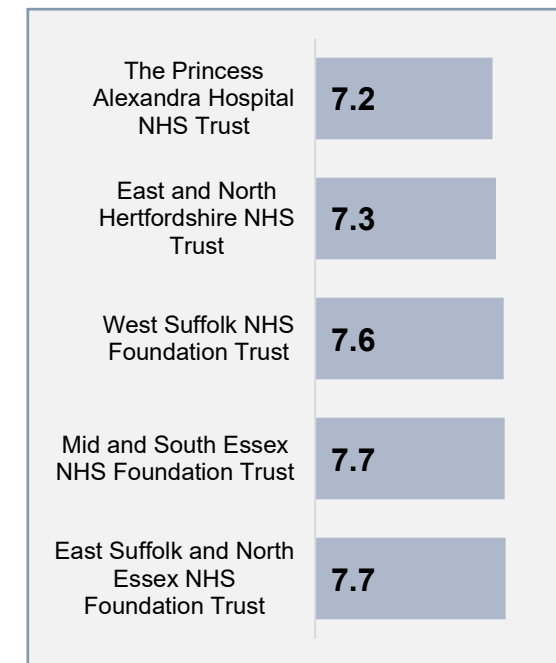 The Princess
Alexandra Hospital
NHS Trust
7.2
East and North
Hertfordshire NHS
Trust
7.3
West Suffolk NHS
Foundation Trust
7.6
Mid and South Essex
NHS Foundation Trust
7.7
East Suffolk and North
Essex NHS
Foundation Trust
7.7